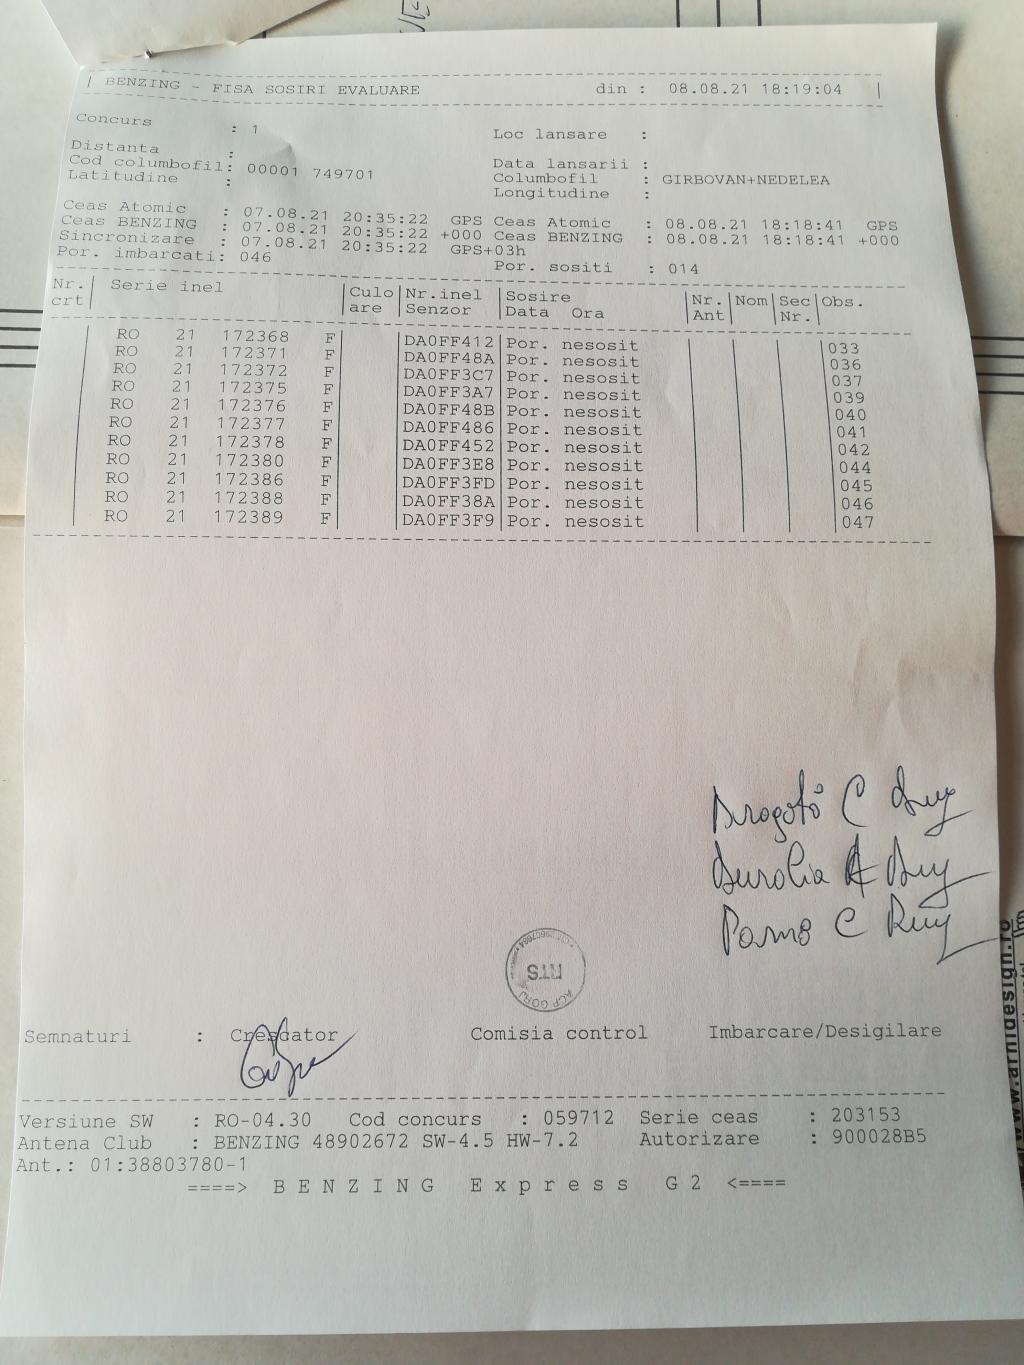 | BENZING - FISA SOSIRI EVALUARE din : 08.08.21 18:19:04 |
Concurs : 1 Loc lansare :
Distanta : Data lansarii :
Cod columbofil: 00001 749701 Columbofil : GIRBOVAN+NEDELEA
Latitudine : Longitudine :
Ceas Atomic : 07.08.21 20:35:22 GPS Ceas Atomic : 08.08.21 18:18:41 GPS
Ceas BENZING : 07.08.21 20:35:22 +000 Ceas BENZING : 08.08.21 18:18:41 +000
Sincronizare : 07.08.21 20:35:22 GPS+03h
Por. imbarcati: 046 Por. sositi : 014
Nr. | Serie inel |Culo|Nr.inel |Sosire |Nr. |Nom|Sec|Obs.
crt| |are |Senzor |Data Ora |Ant | |Nr.|
RO 21 172368 F DA0FF412 Por. nesosit 033
RO 21 172371 F DA0FF48A Por. nesosit 036
RO 21 172372 F DA0FF3C7 Por. nesosit 037
RO 21 172375 F DA0FF3A7 Por. nesosit 039
RO 21 172376 F DA0FF48B Por. nesosit 040
RO 21 172377 F DA0FF486 Por. nesosit 041
RO 21 172378 F DA0FF452 Por. nesosit 042
RO 21 172380 F DA0FF3E8 Por. nesosit 044
RO 21 172386 F DA0FF3FD Por. nesosit 045
RO 21 172388 F DA0FF38A Por. nesosit 046
RO 21 172389 F DA0FF3F9 Por. nesosit 047
ACP GORJ
RTS
Semnaturi : Crescator Comisia control Imbarcare/Desigilare
Versiune SW : RO-04.30 Cod concurs : 059712 Serie ceas : 203153
Antena Club : BENZING 48902672 SW-4.5 HW-7.2 Autorizare : 900028B5
Ant.: 01:38803780-1
====> BENZING Express G2 <====
www.arhidesign.ro